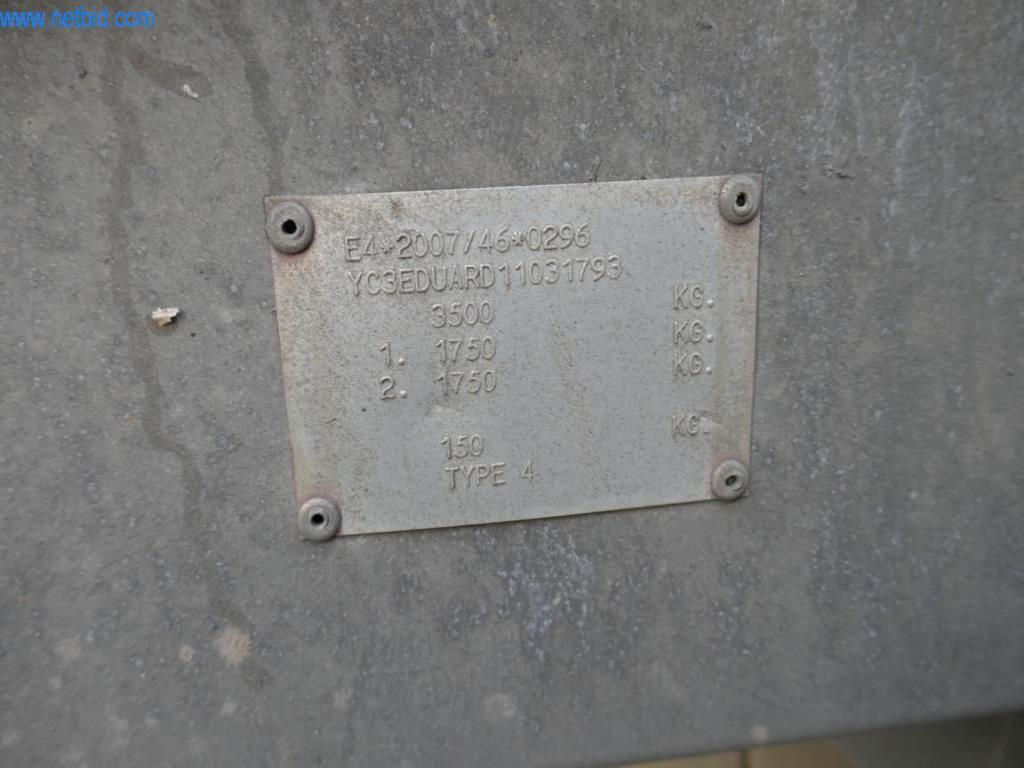 www.netbid.com
E4*2007/46*0296
YC3EDUARD11031793
3500 KG.
1. 1750 KG.
2. 1750 KG.
150 KG.
TYPE 4